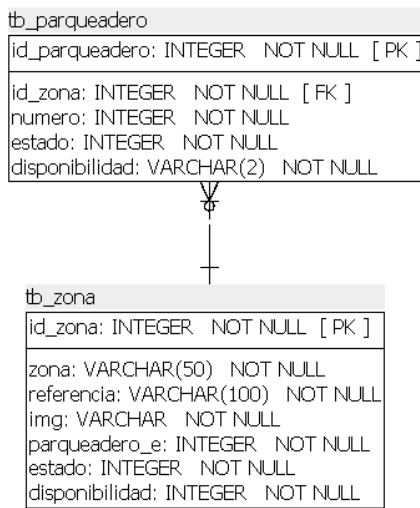 tb_parqueadero
id_parqueadero: INTEGER NOT NULL [ PK ]
id_zona: INTEGER NOT NULL [ FK ]
numero: INTEGER NOT NULL
estado: INTEGER NOT NULL
disponibilidad: VARCHAR(2) NOT NULL
tb_zona
id_zona: INTEGER NOT NULL [ PK ]
zona: VARCHAR(50) NOT NULL
referencia: VARCHAR(100) NOT NULL
img: VARCHAR NOT NULL
parqueadero_e: INTEGER NOT NULL
estado: INTEGER NOT NULL
disponibilidad: INTEGER NOT NULL